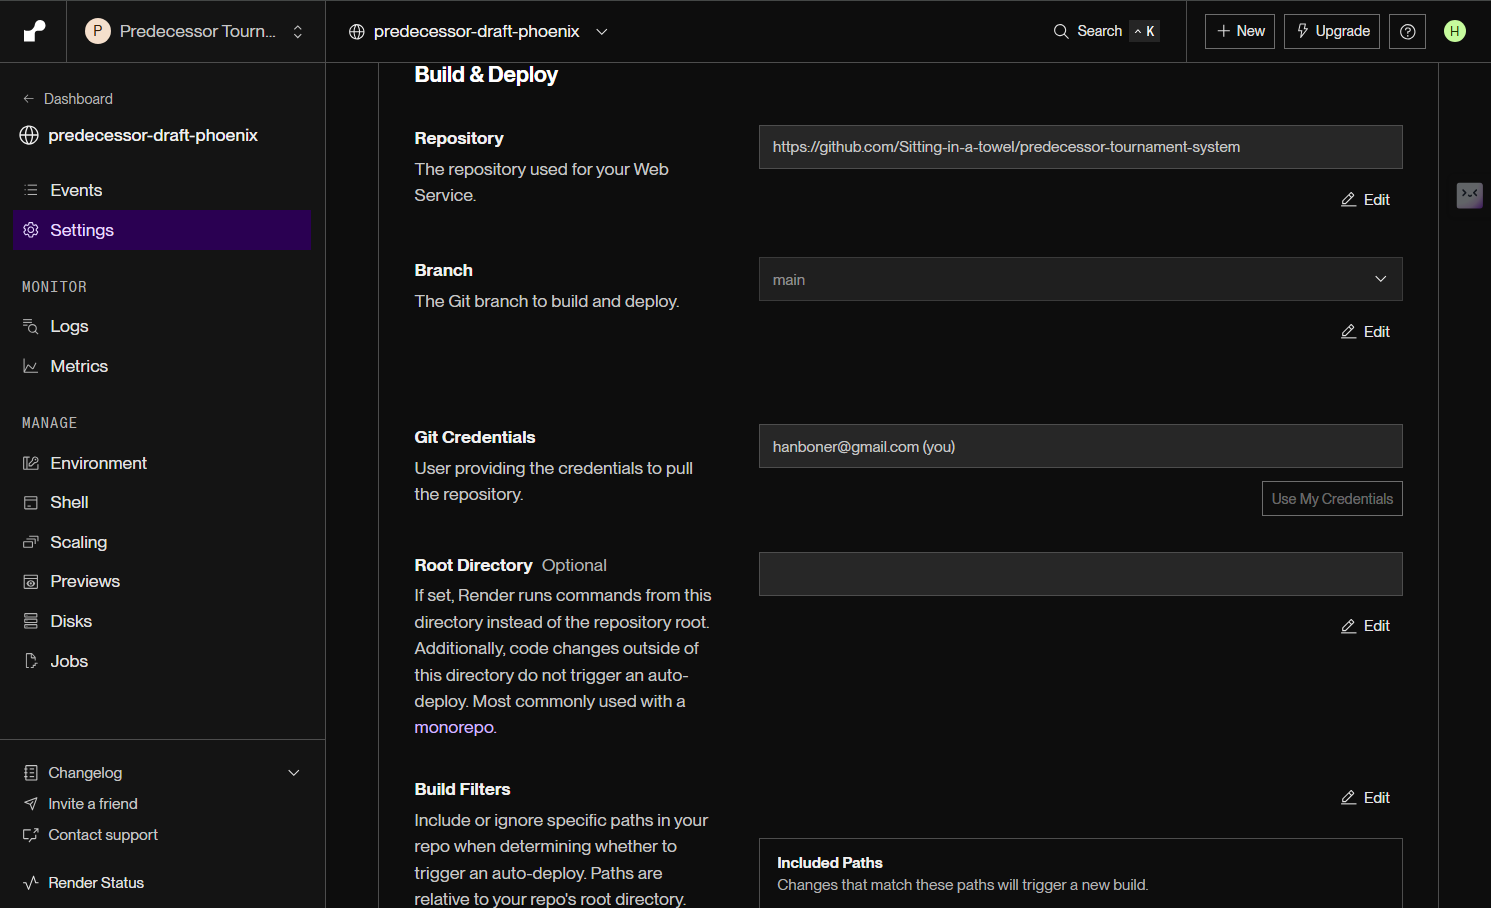 P Predecessor Tourn...
predecessor-draft-phoenix
Search ^ K
+ New
Upgrade
H
← Dashboard
predecessor-draft-phoenix
Events
Settings
MONITOR
Logs
Metrics
MANAGE
Environment
Shell
Scaling
Previews
Disks
Jobs
Changelog
Invite a friend
Contact support
Render Status
Build & Deploy
Repository
The repository used for your Web
Service.
https://github.com/Sitting-in-a-towel/predecessor-tournament-system
Edit
Branch
The Git branch to build and deploy.
main
Edit
Git Credentials
User providing the credentials to pull
the repository.
hanboner@gmail.com (you)
Use My Credentials
Root Directory Optional
If set, Render runs commands from this
directory instead of the repository root.
Additionally, code changes outside of
this directory do not trigger an auto-
deploy. Most commonly used with a
monorepo.
Edit
Build Filters
Include or ignore specific paths in your
repo when determining whether to
trigger an auto-deploy. Paths are
relative to your repo's root directory.
Edit
Included Paths
Changes that match these paths will trigger a new build.